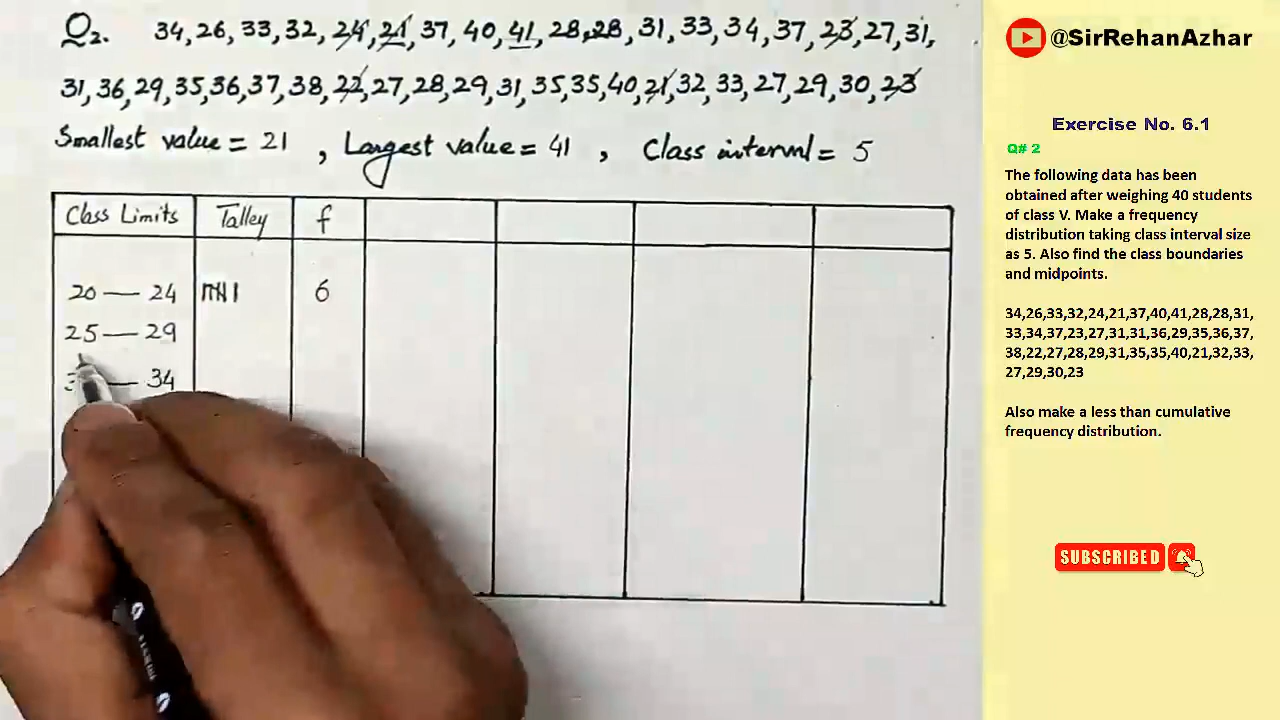 Q2. 34, 26, 33, 32, 24, 21, 37, 40, 41, 28, 28, 31, 33, 34, 37, 23, 27, 31,
31, 36, 29, 35, 36, 37, 38, 22, 27, 28, 29, 31, 35, 35, 40, 21, 32, 33, 27, 29, 30, 23
Smallest value = 21 , Largest value = 41 , Class interval = 5
Class Limits Talley f
20 — 24 6
25 — 29
— 34
@SirRehanAzhar
Exercise No. 6.1
Q# 2
The following data has been
obtained after weighing 40 students
of class V. Make a frequency
distribution taking class interval size
as 5. Also find the class boundaries
and midpoints.
34,26,33,32,24,21,37,40,41,28,28,31,
33,34,37,23,27,31,31,36,29,35,36,37,
38,22,27,28,29,31,35,35,40,21,32,33,
27,29,30,23
Also make a less than cumulative
frequency distribution.
SUBSCRIBED